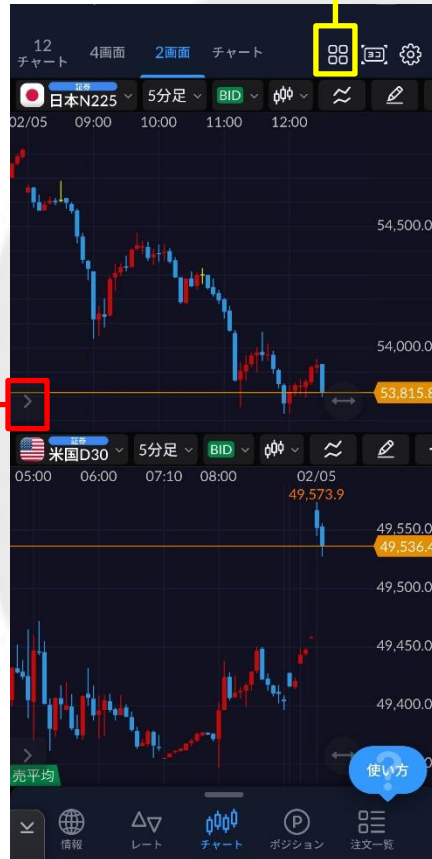 12
チャート
4画面
2画面
チャート
証券
日本N225
5分足
BID
02/05 09:00 10:00 11:00 12:00
54,500.0
54,000.0
53,815.8
証券
米国D30
5分足
BID
05:00 06:00 07:10 08:00 02/05
49,573.9
49,550.0
49,536.4
49,500.0
49,450.0
49,400.0
売平均
使い方
?
情報
レート
チャート
P
ポジション
注文一覧